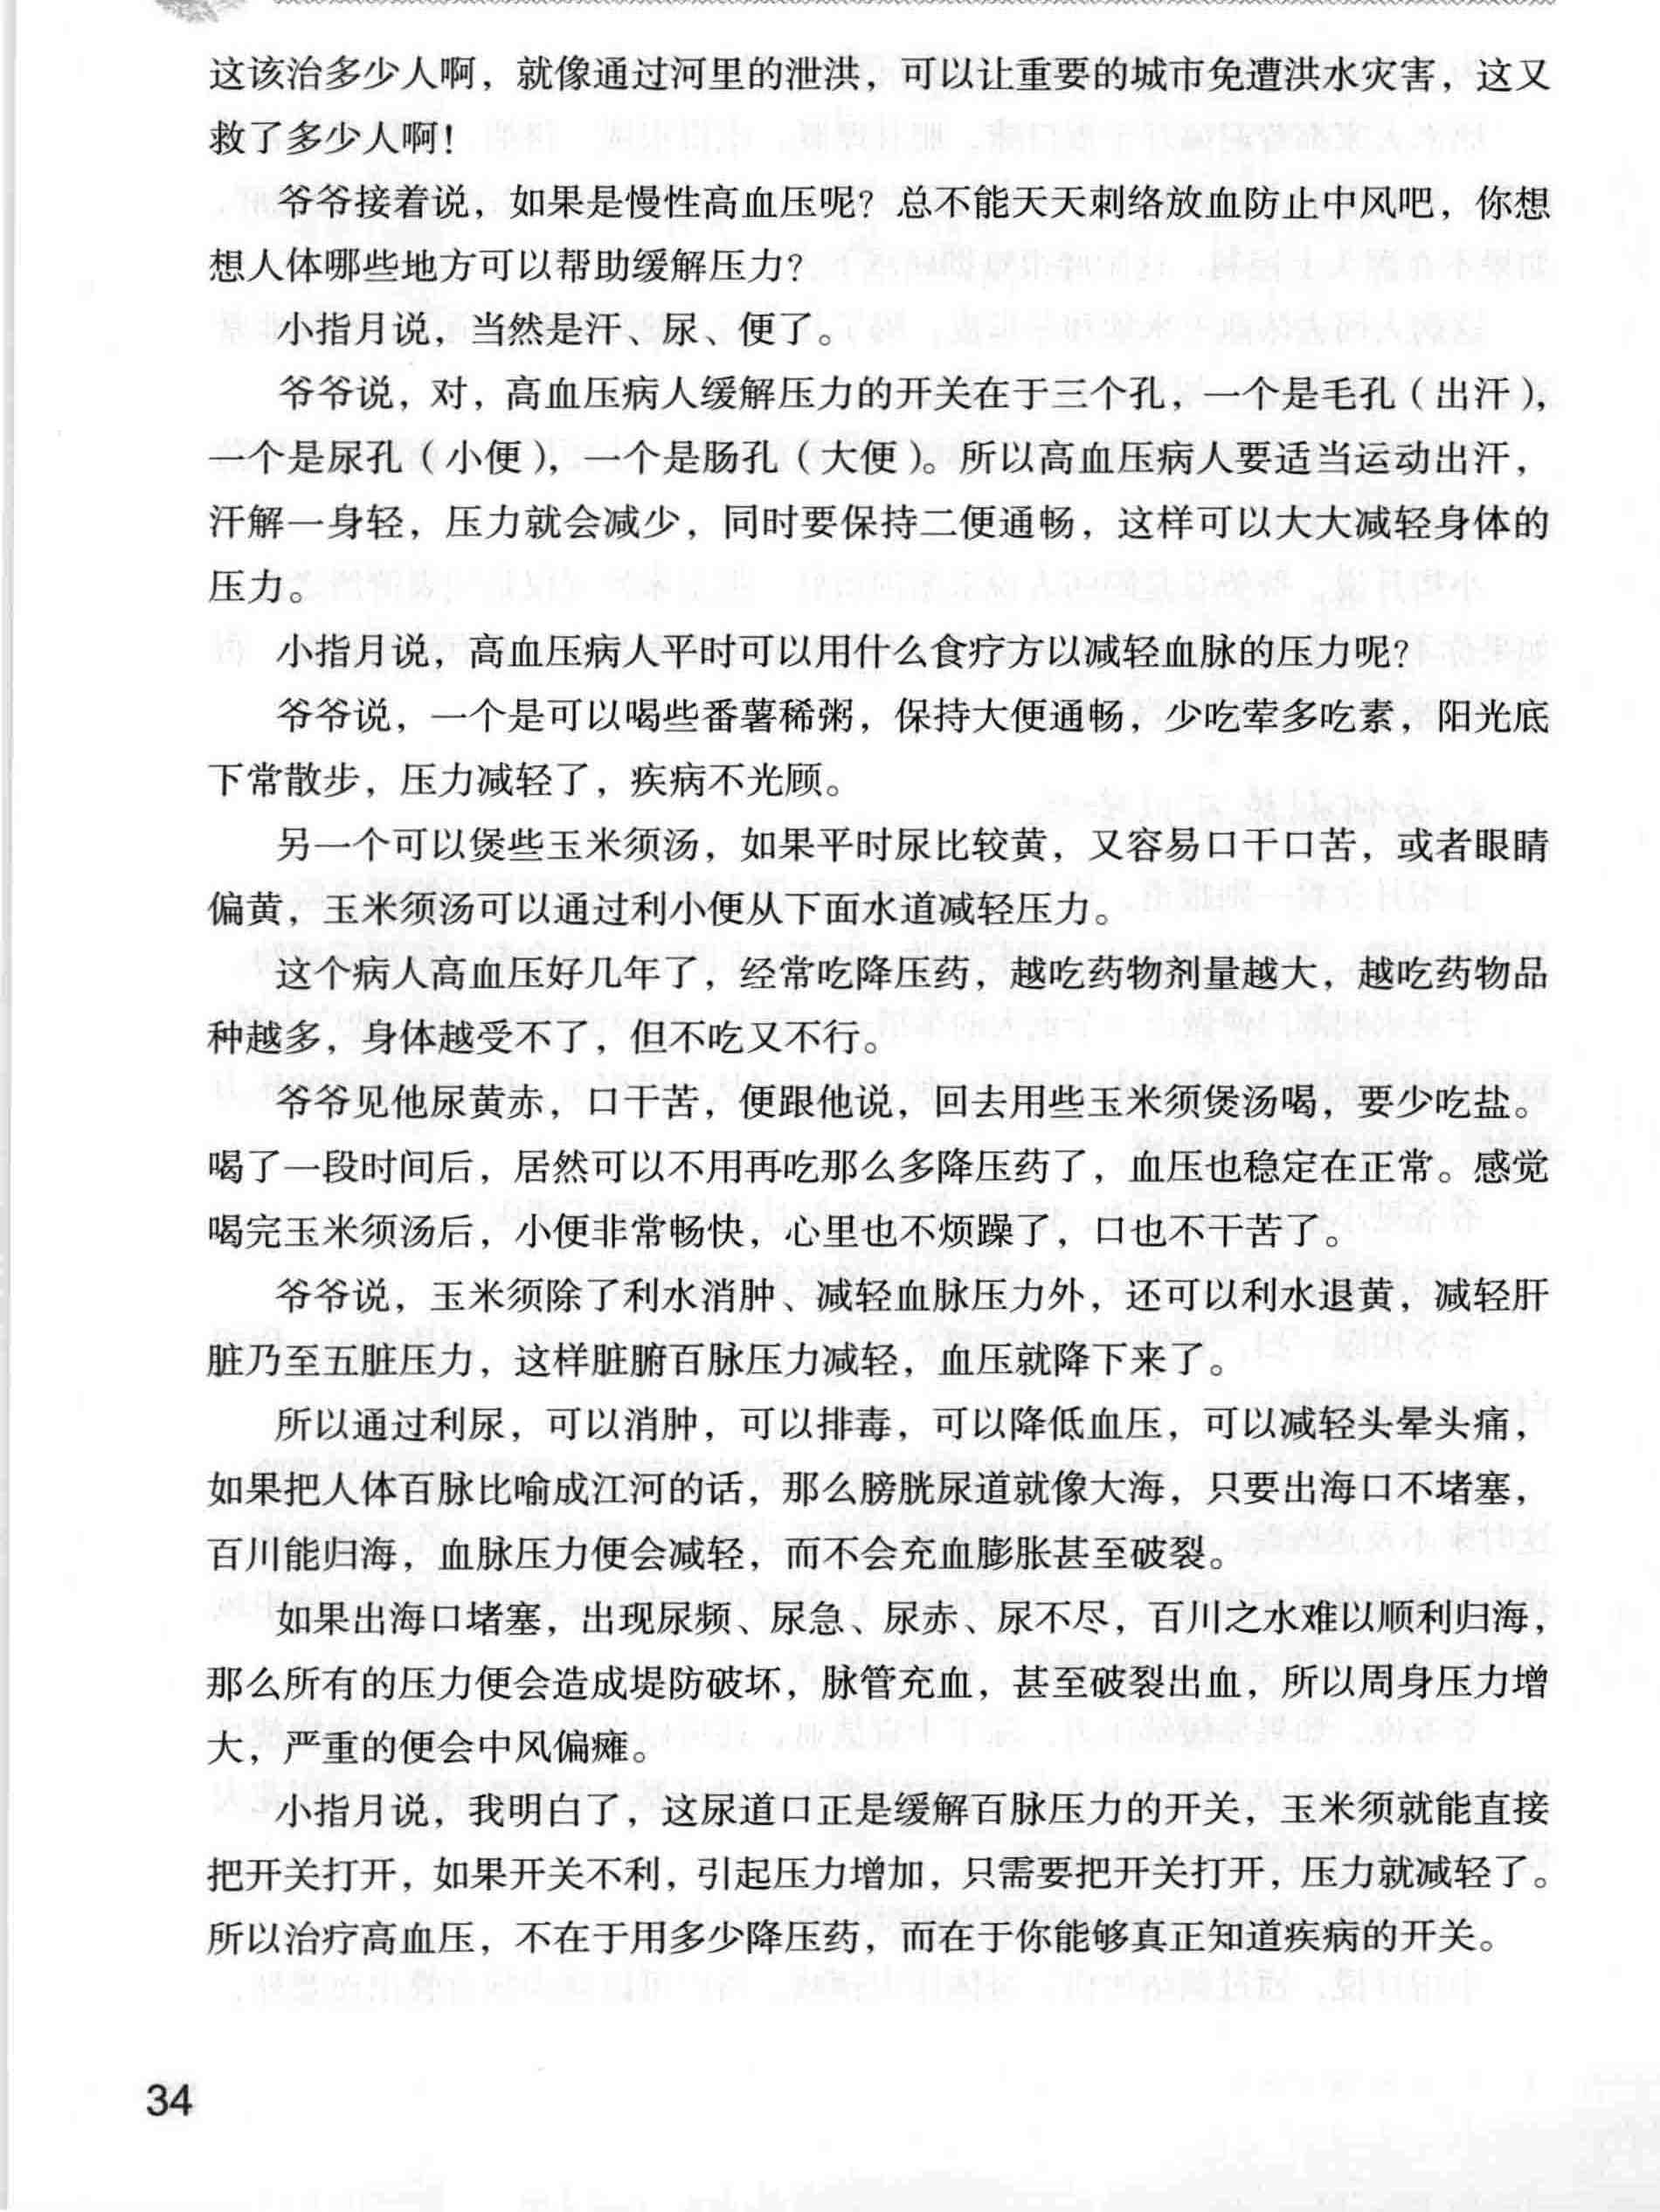 这该治多少人啊，就像通过河里的泄洪，可以让重要的城市免遭洪水灾害，这又
救了多少人啊！
爷爷接着说，如果是慢性高血压呢？总不能天天刺络放血防止中风吧，你想
想人体哪些地方可以帮助缓解压力？
小指月说，当然是汗、尿、便了。
爷爷说，对，高血压病人缓解压力的开关在于三个孔，一个是毛孔（出汗），
一个是尿孔（小便），一个是肠孔（大便）。所以高血压病人要适当运动出汗，
汗解一身轻，压力就会减少，同时要保持二便通畅，这样可以大大减轻身体的
压力。
小指月说，高血压病人平时可以用什么食疗方以减轻血脉的压力呢？
爷爷说，一个是可以喝些番薯稀粥，保持大便通畅，少吃荤多吃素，阳光底
下常散步，压力减轻了，疾病不光顾。
另一个可以煲些玉米须汤，如果平时尿比较黄，又容易口干口苦，或者眼睛
偏黄，玉米须汤可以通过利小便从下面水道减轻压力。
这个病人高血压好几年了，经常吃降压药，越吃药物剂量越大，越吃药物品
种越多，身体越受不了，但不吃又不行。
爷爷见他尿黄赤，口干苦，便跟他说，回去用些玉米须煲汤喝，要少吃盐。
喝了一段时间后，居然可以不用再吃那么多降压药了，血压也稳定在正常。感觉
喝完玉米须汤后，小便非常畅快，心里也不烦躁了，口也不干苦了。
爷爷说，玉米须除了利水消肿、减轻血脉压力外，还可以利水退黄，减轻肝
脏乃至五脏压力，这样脏腑百脉压力减轻，血压就降下来了。
所以通过利尿，可以消肿，可以排毒，可以降低血压，可以减轻头晕头痛，
如果把人体百脉比喻成江河的话，那么膀胱尿道就像大海，只要出海口不堵塞，
百川能归海，血脉压力便会减轻，而不会充血膨胀甚至破裂。
如果出海口堵塞，出现尿频、尿急、尿赤、尿不尽，百川之水难以顺利归海，
那么所有的压力便会造成堤防破坏，脉管充血，甚至破裂出血，所以周身压力增
大，严重的便会中风偏瘫。
小指月说，我明白了，这尿道口正是缓解百脉压力的开关，玉米须就能直接
把开关打开，如果开关不利，引起压力增加，只需要把开关打开，压力就减轻了。
所以治疗高血压，不在于用多少降压药，而在于你能够真正知道疾病的开关。
34